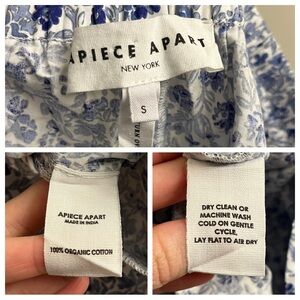 APIECE APART
NEW YORK
S
APIECE APART
MADE IN INDIA
100% ORGANIC COTTON
DRY CLEAN OR
MACHINE WASH
COLD ON GENTLE
CYCLE.
LAY FLAT TO AIR DRY